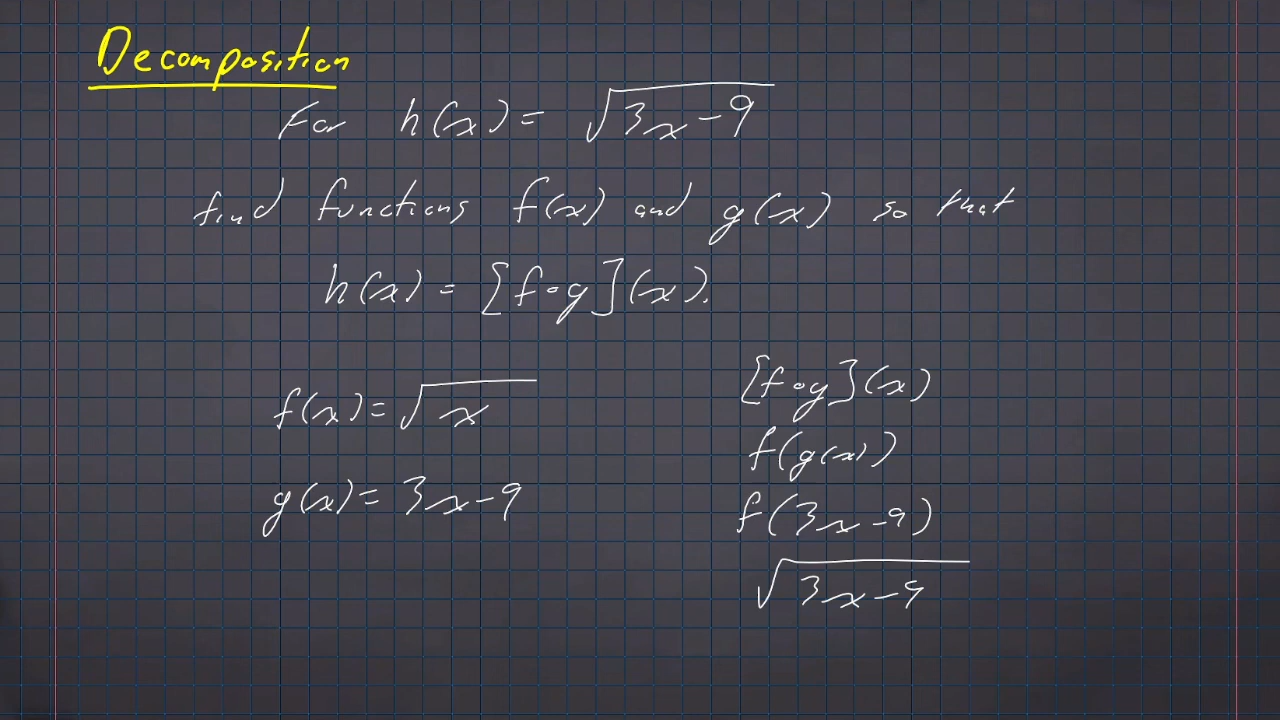 Decomposition
For h(x) = √(3x-9)
find functions f(x) and g(x) so that
h(x) = [f∘g](x).
f(x) = √x
g(x) = 3x-9
[f∘g](x)
f(g(x))
f(3x-9)
√(3x-9)